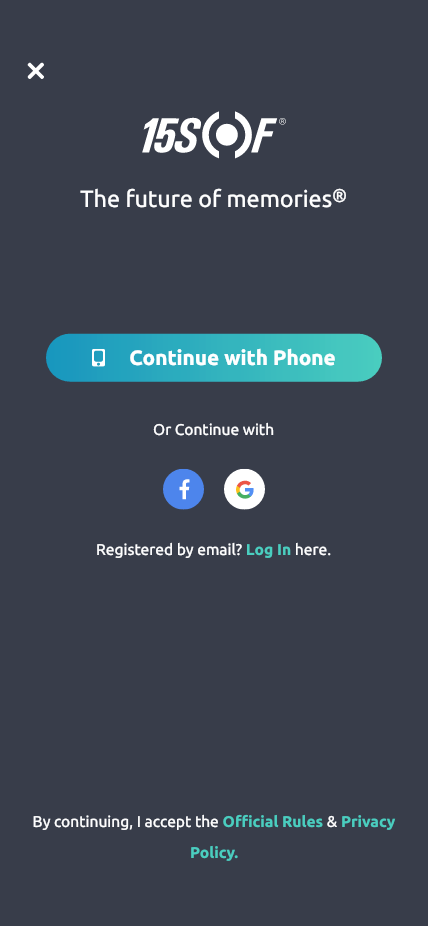 15SOF®
The future of memories®
Continue with Phone
Or Continue with
Registered by email? Log In here.
By continuing, I accept the Official Rules & Privacy
Policy.